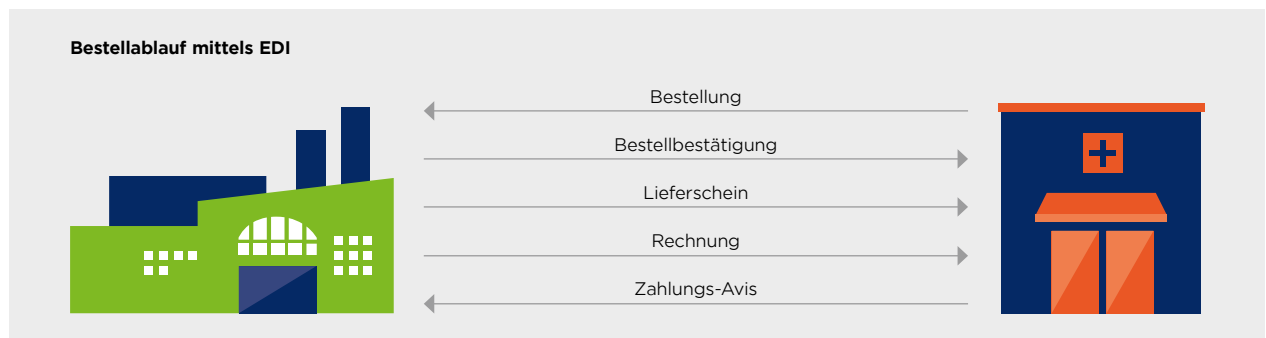 Bestellablauf mittels EDI
Bestellung
Bestellbestätigung
Lieferschein
Rechnung
Zahlungs-Avis